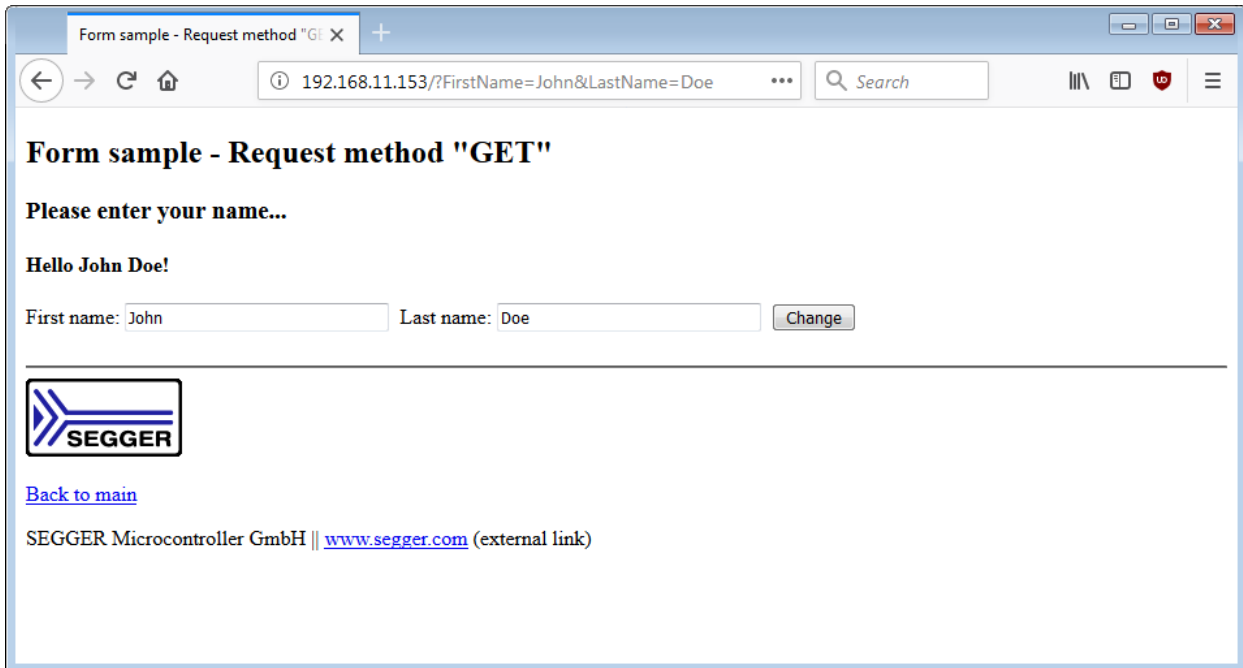 Form sample - Request method "GE
192.168.11.153/?FirstName=John&LastName=Doe
Search
Form sample - Request method "GET"
Please enter your name...
Hello John Doe!
First name: John Last name: Doe Change
SEGGER
Back to main
SEGGER Microcontroller GmbH || www.segger.com (external link)